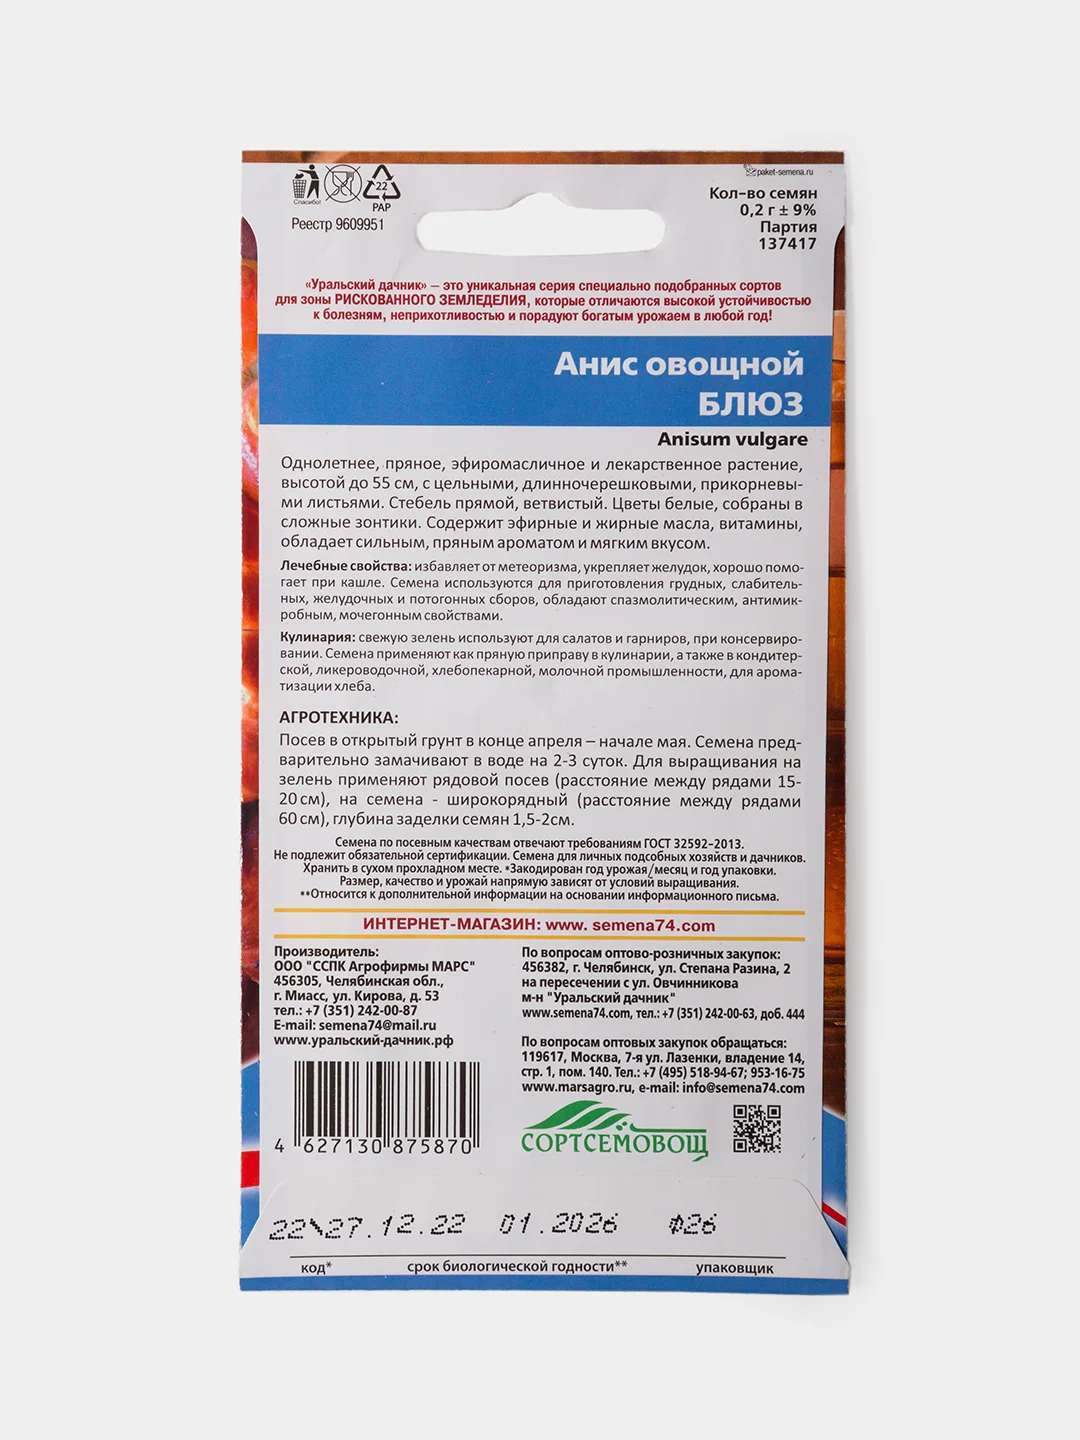 paket-semena.ru
Спасибо!
22
PAP
Реестр 9609951
Кол-во семян
0,2 г ± 9%
Партия
137417
«Уральский дачник» – это уникальная серия специально подобранных сортов
для зоны РИСКОВАННОГО ЗЕМЛЕДЕЛИЯ, которые отличаются высокой устойчивостью
к болезням, неприхотливостью и порадуют богатым урожаем в любой год!
Анис овощной
БЛЮЗ
Anisum vulgare
Однолетнее, пряное, эфиромасличное и лекарственное растение,
высотой до 55 см, с цельными, длинночерешковыми, прикорневы-
ми листьями. Стебель прямой, ветвистый. Цветы белые, собраны в
сложные зонтики. Содержит эфирные и жирные масла, витамины,
обладает сильным, пряным ароматом и мягким вкусом.
Лечебные свойства: избавляет от метеоризма, укрепляет желудок, хорошо помо-
гает при кашле. Семена используются для приготовления грудных, слабитель-
ных, желудочных и потогонных сборов, обладают спазмолитическим, антимик-
робным, мочегонным свойствами.
Кулинария: свежую зелень используют для салатов и гарниров, при консервиро-
вании. Семена применяют как пряную приправу в кулинарии, а также в кондитер-
ской, ликероводочной, хлебопекарной, молочной промышленности, для арома-
тизации хлеба.
АГРОТЕХНИКА:
Посев в открытый грунт в конце апреля – начале мая. Семена пред-
варительно замачивают в воде на 2-3 суток. Для выращивания на
зелень применяют рядовой посев (расстояние между рядами 15-
20 см), на семена - широкорядный (расстояние между рядами
60 см), глубина заделки семян 1,5-2см.
Семена по посевным качествам отвечают требованиям ГОСТ 32592-2013.
Не подлежит обязательной сертификации. Семена для личных подсобных хозяйств и дачников.
Хранить в сухом прохладном месте. *Закодирован год урожая/месяц и год упаковки.
Размер, качество и урожай напрямую зависят от условий выращивания.
**Относится к дополнительной информации на основании информационного письма.
ИНТЕРНЕТ-МАГАЗИН: www. semena74.com
Производитель:
ООО "ССПК Агрофирмы МАРС"
456305, Челябинская обл.,
г. Миасс, ул. Кирова, д. 53
тел.: +7 (351) 242-00-87
E-mail: semena74@mail.ru
www.уральский-дачник.рф
По вопросам оптово-розничных закупок:
456382, г. Челябинск, ул. Степана Разина, 2
на пересечении с ул. Овчинникова
м-н "Уральский дачник"
www.semena74.com, тел.: +7 (351) 242-00-63, доб. 444
По вопросам оптовых закупок обращаться:
119617, Москва, 7-я ул. Лазенки, владение 14,
стр. 1, пом. 140. Тел.: +7 (495) 518-94-67; 953-16-75
www.marsagro.ru, e-mail: info@semena74.com
СОРТСЕМОВОЩ
4 627130 875870
22\27.12.22 01.2026 Ф26
код* срок биологической годности** упаковщик